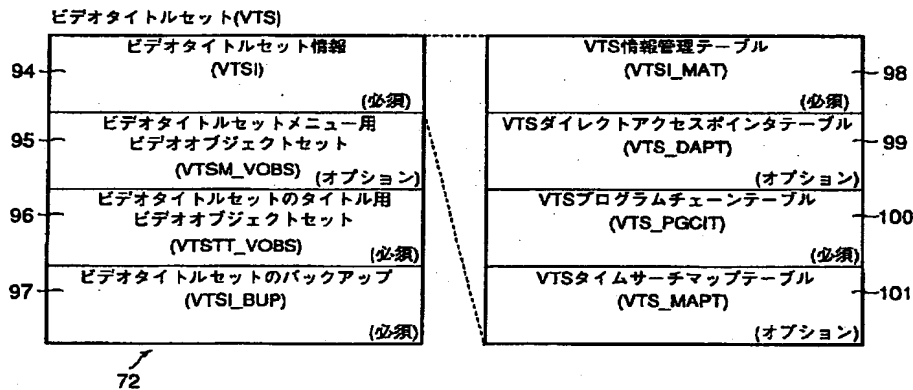 ビデオタイトルセット(VTS)
94
ビデオタイトルセット情報
(VTSI)
(必須)
95
ビデオタイトルセットメニュー用
ビデオオブジェクトセット
(VTSM_VOBS)
(オプション)
96
ビデオタイトルセットのタイトル用
ビデオオブジェクトセット
(VTSTT_VOBS)
(必須)
97
ビデオタイトルセットのバックアップ
(VTSI_BUP)
(必須)
72
VTS情報管理テーブル
(VTSI_MAT)
(必須)
98
VTSダイレクトアクセスポインタテーブル
(VTS_DAPT)
(オプション)
99
VTSプログラムチェーンテーブル
(VTS_PGCIT)
(必須)
100
VTSタイムサーチマップテーブル
(VTS_MAPT)
(オプション)
101